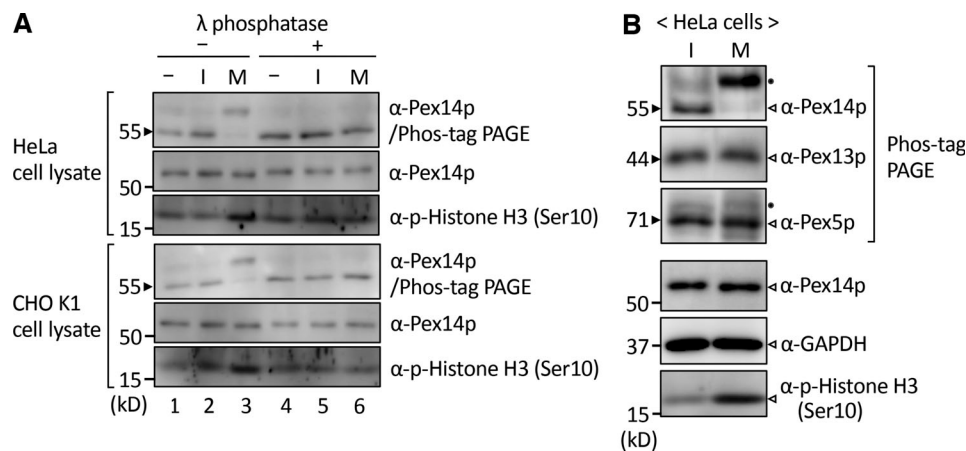 A
λ phosphatase
− +
− I M − I M
HeLa
cell lysate
55
α-Pex14p
/Phos-tag PAGE
50
α-Pex14p
15
α-p-Histone H3 (Ser10)
CHO K1
cell lysate
55
α-Pex14p
/Phos-tag PAGE
50
α-Pex14p
15
α-p-Histone H3 (Ser10)
(kD) 1 2 3 4 5 6
B
< HeLa cells >
I M
55
α-Pex14p
44
α-Pex13p
71
α-Pex5p
Phos-tag
PAGE
50
α-Pex14p
37
α-GAPDH
15
α-p-Histone H3
(Ser10)
(kD)